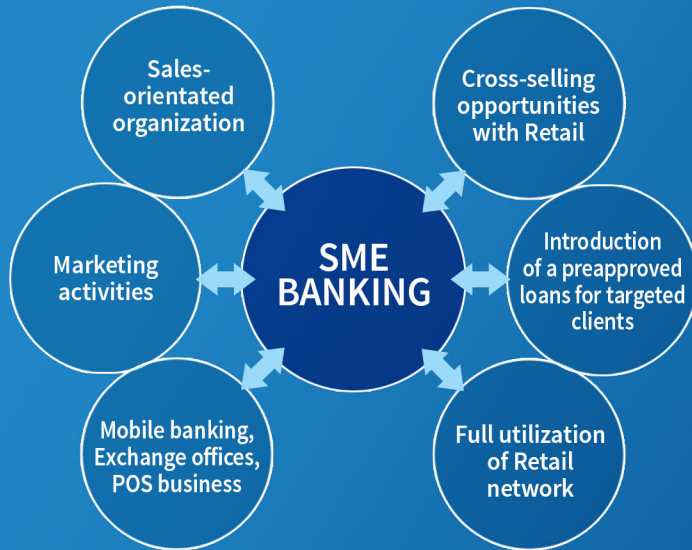 Sales-
orientated
organization
Cross-selling
opportunities
with Retail
SME
BANKING
Marketing
activities
Introduction
of a preapproved
loans for targeted
clients
Mobile banking,
Exchange offices,
POS business
Full utilization
of Retail
network